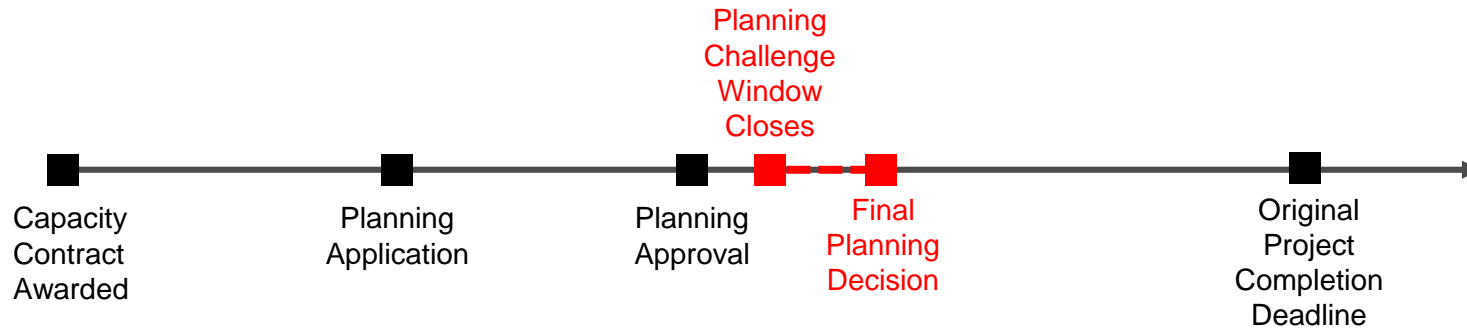 Planning
Challenge
Window
Closes
Capacity
Contract
Awarded
Planning
Application
Planning
Approval
Final
Planning
Decision
Original
Project
Completion
Deadline